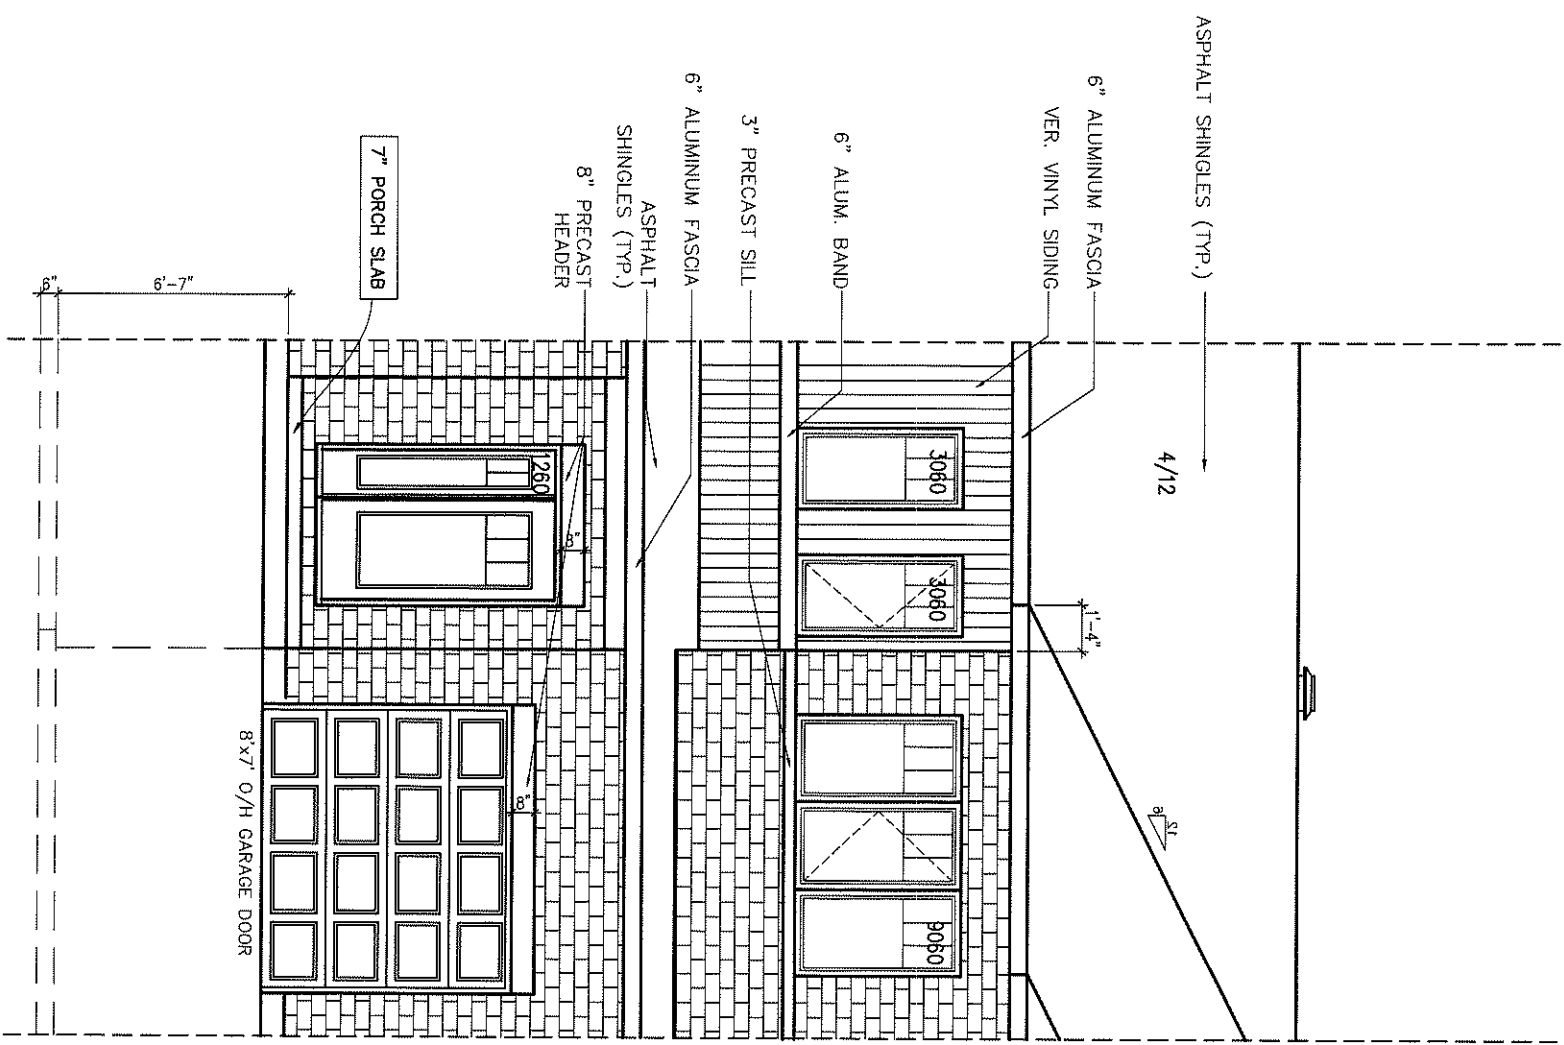 ASPHALT SHINGLES (TYP.)
4/12
6" ALUMINUM FASCIA
VER. VINYL SIDING
1'-4"
12
6
3060
3060
9060
6" ALUM. BAND
3" PRECAST SILL
6" ALUMINUM FASCIA
ASPHALT
SHINGLES (TYP.)
8" PRECAST
HEADER
8"
1260
8"
7" PORCH SLAB
8'x7' O/H GARAGE DOOR
6'-7"
6"